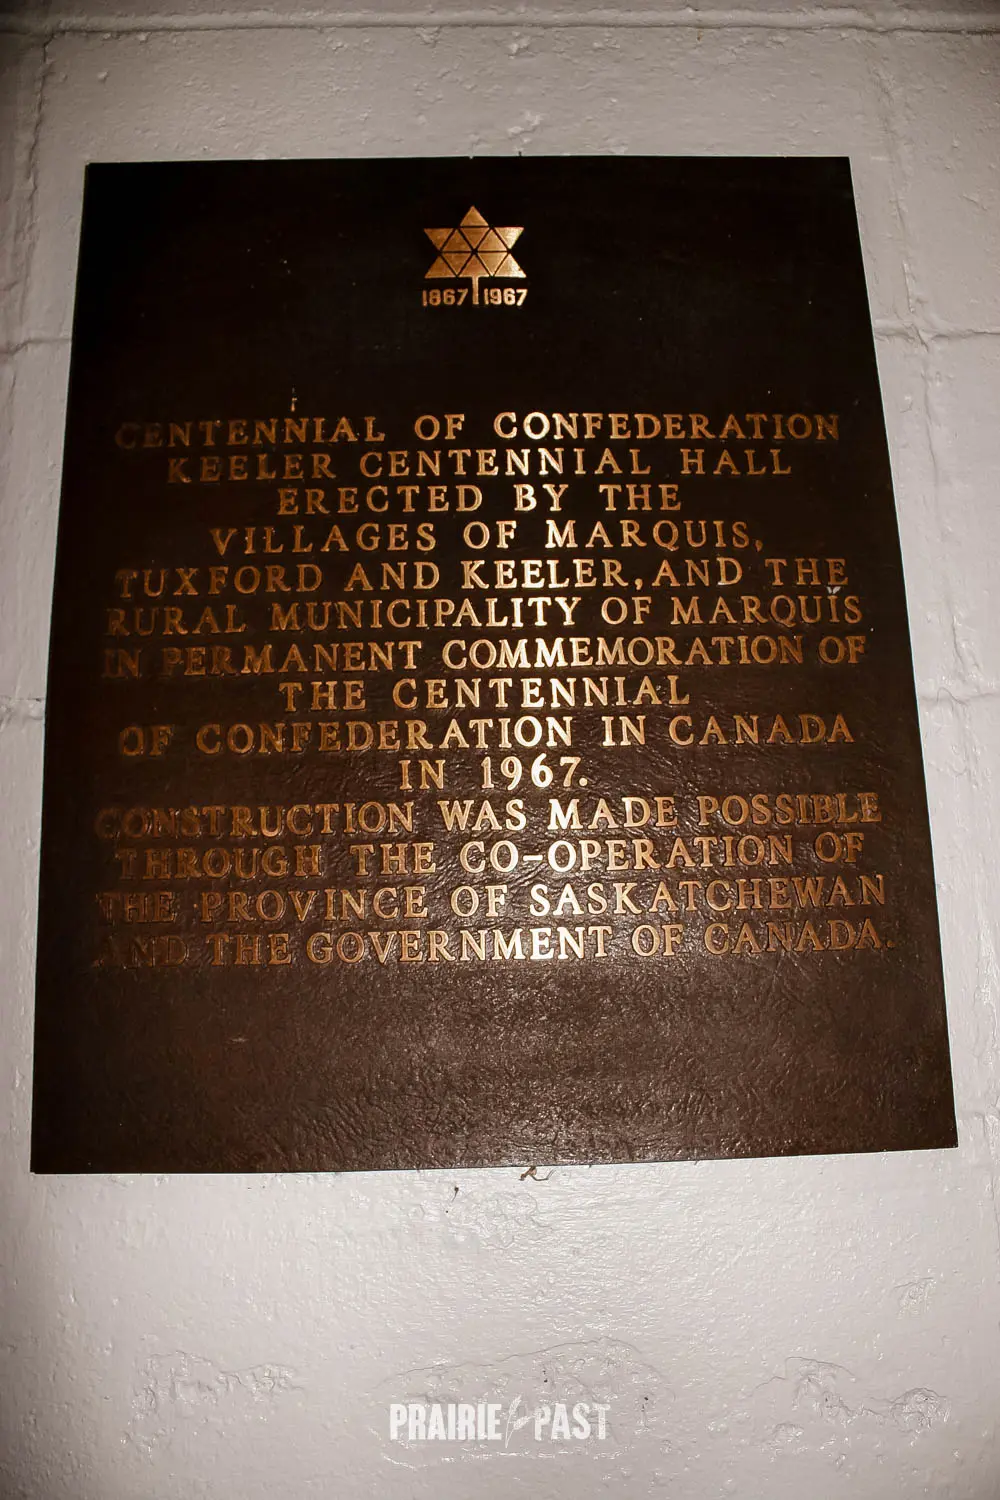 1867 1967
CENTENNIAL OF CONFEDERATION
KEELER CENTENNIAL HALL
ERECTED BY THE
VILLAGES OF MARQUIS,
TUXFORD AND KEELER, AND THE
RURAL MUNICIPALITY OF MARQUIS
IN PERMANENT COMMEMORATION OF
THE CENTENNIAL
OF CONFEDERATION IN CANADA
IN 1967.
CONSTRUCTION WAS MADE POSSIBLE
THROUGH THE CO-OPERATION OF
THE PROVINCE OF SASKATCHEWAN
AND THE GOVERNMENT OF CANADA.
PRAIRIE PAST